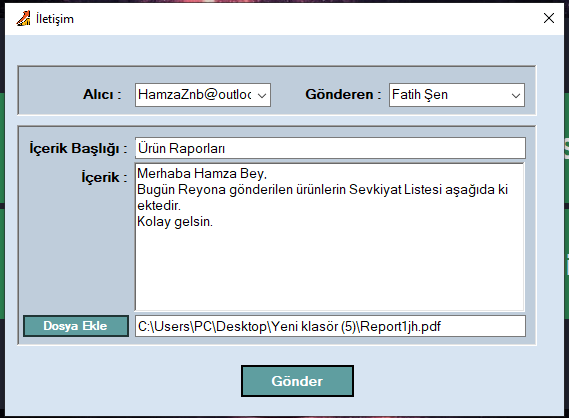 İletişim
Alıcı : HamzaZnb@outloc Gönderen : Fatih Şen
İçerik Başlığı : Ürün Raporları
İçerik : Merhaba Hamza Bey,
Bugün Reyona gönderilen ürünlerin Sevkiyat Listesi aşağıda ki
ektedir.
Kolay gelsin.
Dosya Ekle C:\Users\PC\Desktop\Yeni klasör (5)\Report1jh.pdf
Gönder